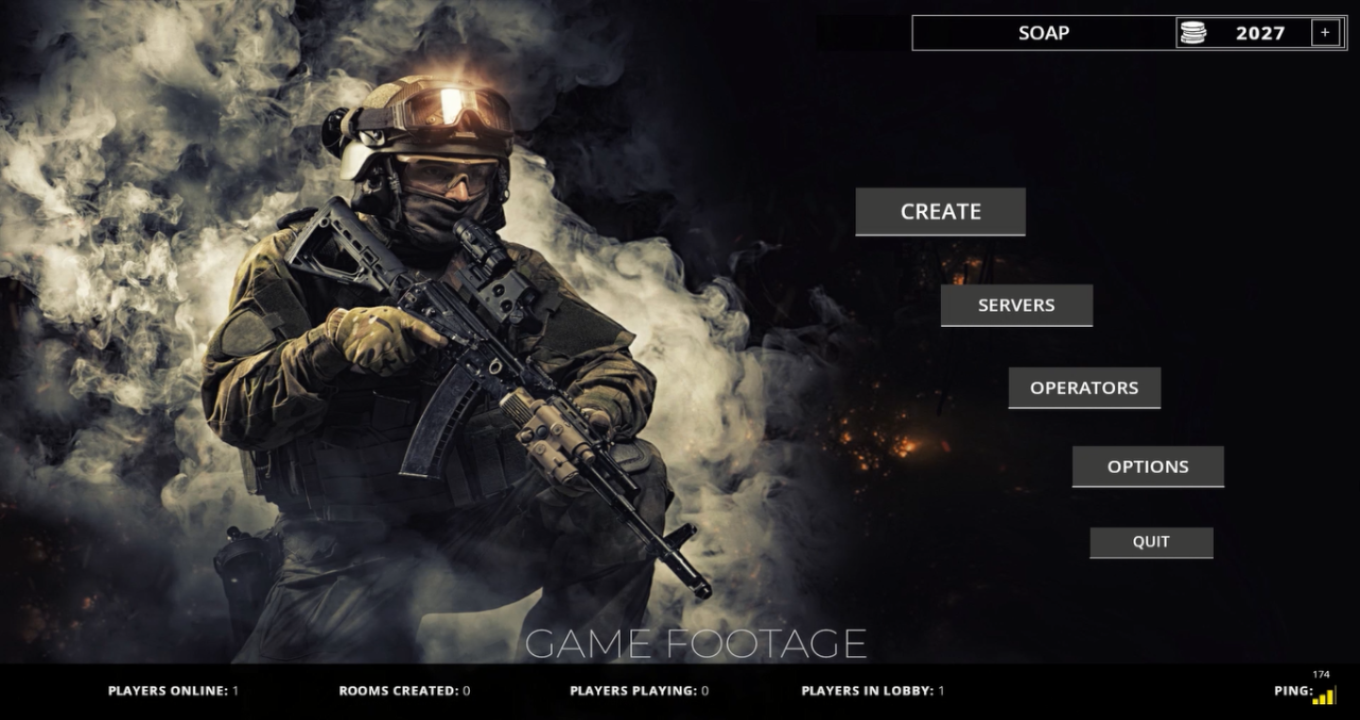 SOAP
2027
+
CREATE
SERVERS
OPERATORS
OPTIONS
QUIT
GAME FOOTAGE
174
PLAYERS ONLINE: 1
ROOMS CREATED: 0
PLAYERS PLAYING: 0
PLAYERS IN LOBBY: 1
PING: